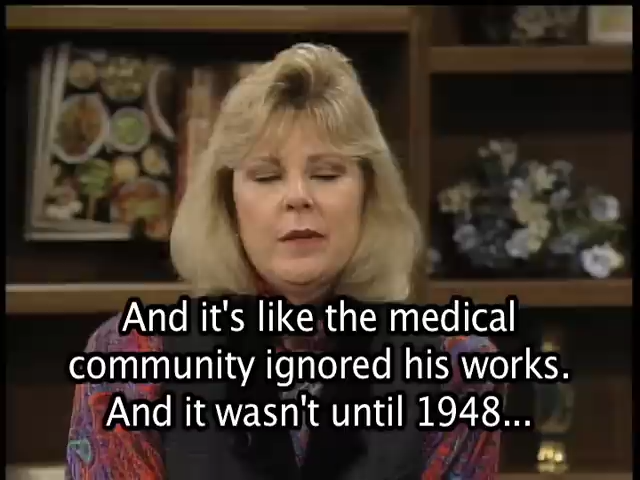 And it's like the medical
community ignored his works.
And it wasn't until 1948...